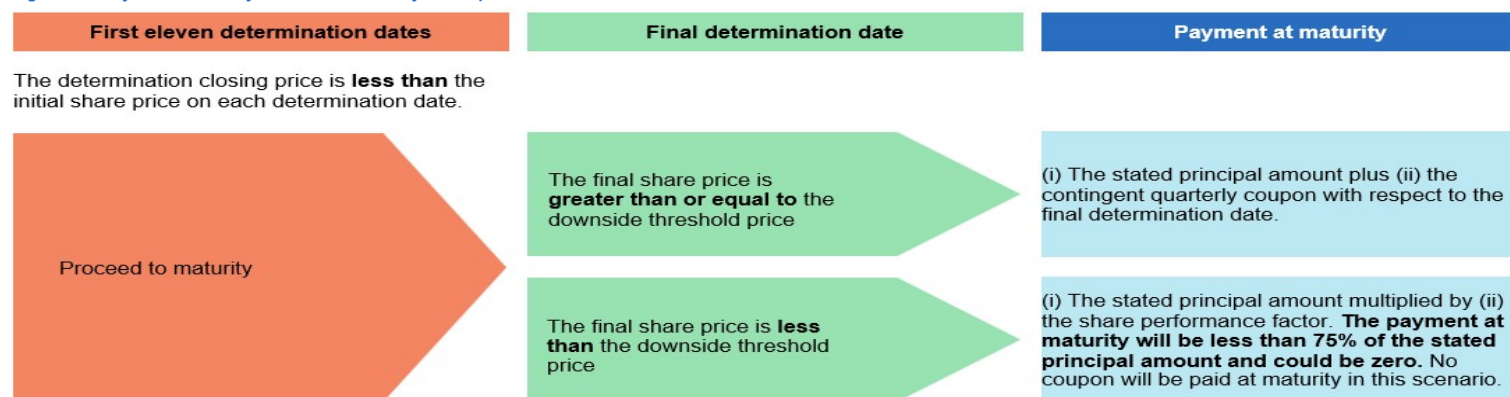 First eleven determination dates
Final determination date
Payment at maturity
The determination closing price is less than the
initial share price on each determination date.
Proceed to maturity
The final share price is
greater than or equal to the
downside threshold price
(i) The stated principal amount plus (ii) the
contingent quarterly coupon with respect to the
final determination date.
The final share price is less
than the downside threshold
price
(i) The stated principal amount multiplied by (ii)
the share performance factor. The payment at
maturity will be less than 75% of the stated
principal amount and could be zero. No
coupon will be paid at maturity in this scenario.